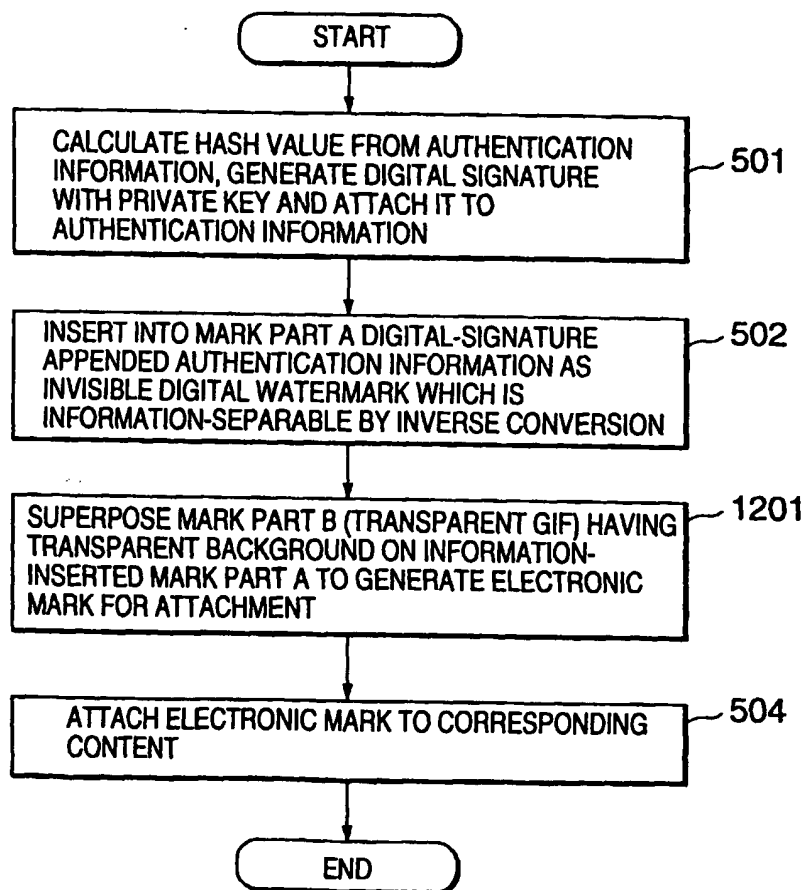 START
CALCULATE HASH VALUE FROM AUTHENTICATION
INFORMATION, GENERATE DIGITAL SIGNATURE
WITH PRIVATE KEY AND ATTACH IT TO
AUTHENTICATION INFORMATION
501
INSERT INTO MARK PART A DIGITAL-SIGNATURE
APPENDED AUTHENTICATION INFORMATION AS
INVISIBLE DIGITAL WATERMARK WHICH IS
INFORMATION-SEPARABLE BY INVERSE CONVERSION
502
SUPERPOSE MARK PART B (TRANSPARENT GIF) HAVING
TRANSPARENT BACKGROUND ON INFORMATION-
INSERTED MARK PART A TO GENERATE ELECTRONIC
MARK FOR ATTACHMENT
1201
ATTACH ELECTRONIC MARK TO CORRESPONDING
CONTENT
504
END